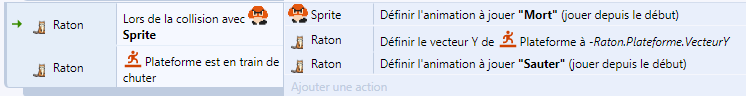 Raton
Lors de la collision avec
Sprite
Raton
Plateforme est en train de
chuter
Sprite
Définir l'animation à jouer "Mort" (jouer depuis le début)
Raton
Définir le vecteur Y de Plateforme à -Raton.Plateforme.VecteurY
Raton
Définir l'animation à jouer "Sauter" (jouer depuis le début)
Ajouter une action